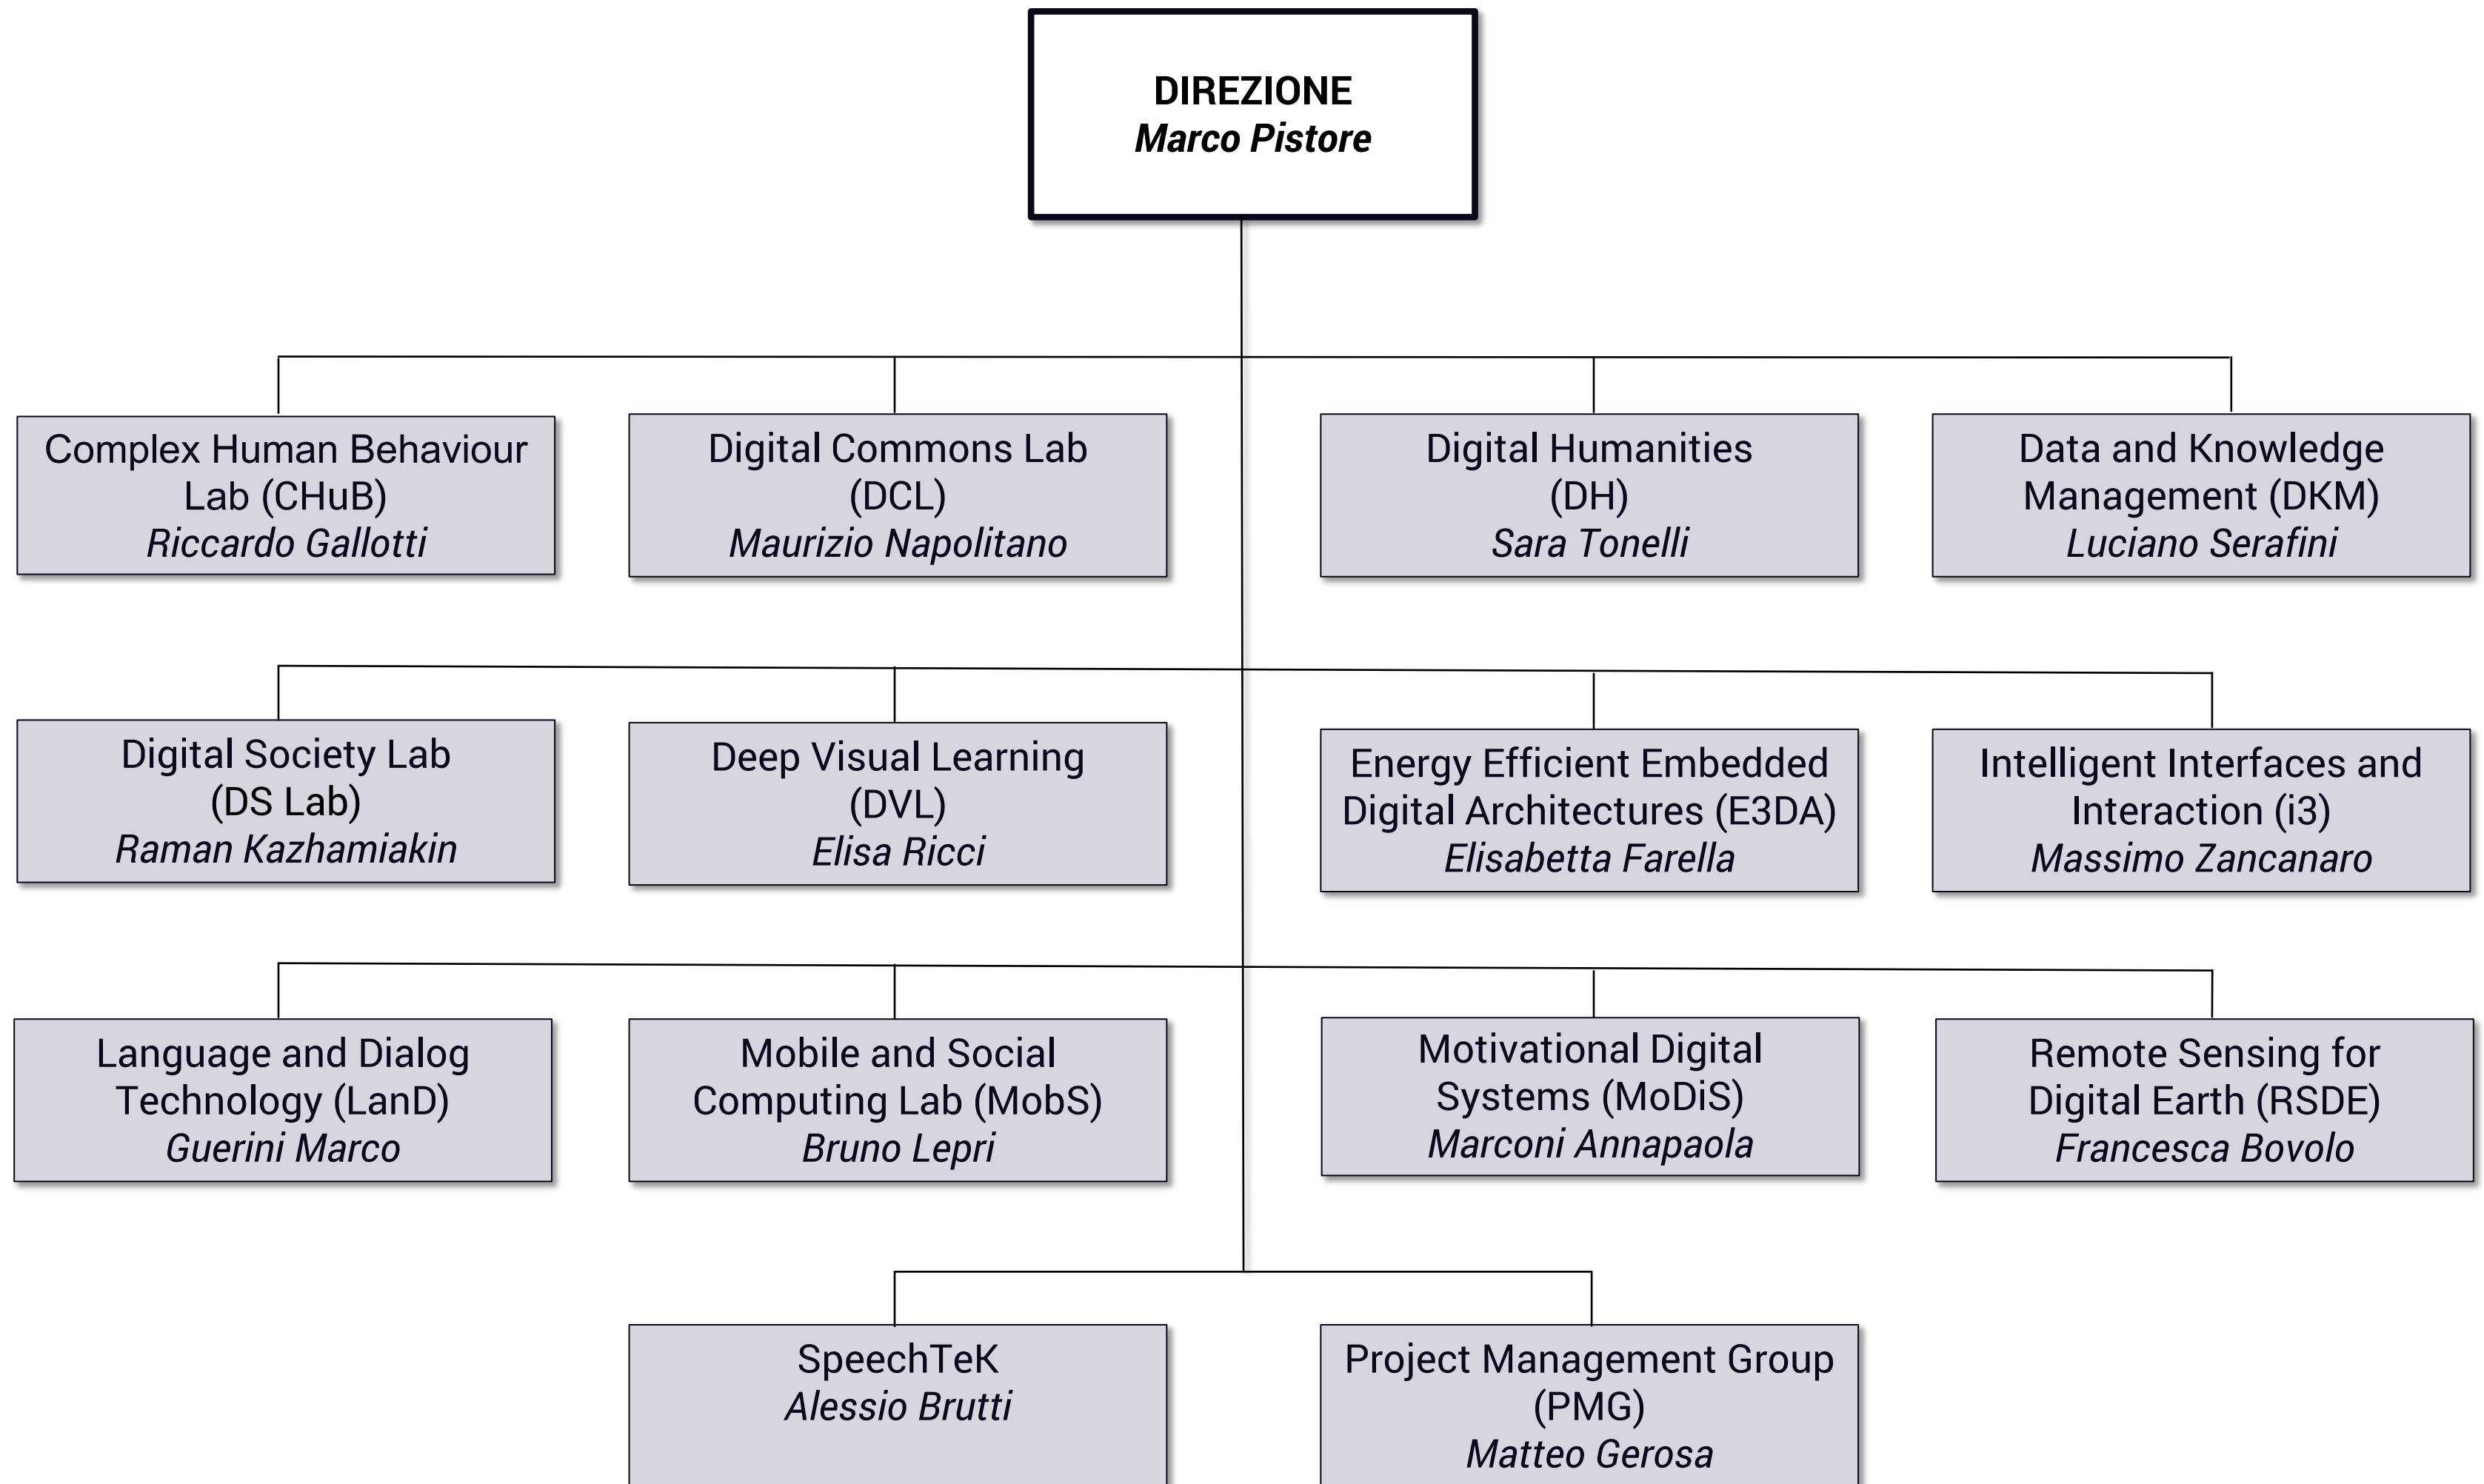 DIREZIONE
Marco Pistore
Complex Human Behaviour
Lab (CHuB)
Riccardo Gallotti
Digital Commons Lab
(DCL)
Maurizio Napolitano
Digital Humanities
(DH)
Sara Tonelli
Data and Knowledge
Management (DKM)
Luciano Serafini
Digital Society Lab
(DS Lab)
Raman Kazhamiakin
Deep Visual Learning
(DVL)
Elisa Ricci
Energy Efficient Embedded
Digital Architectures (E3DA)
Elisabetta Farella
Intelligent Interfaces and
Interaction (i3)
Massimo Zancanaro
Language and Dialog
Technology (LanD)
Guerini Marco
Mobile and Social
Computing Lab (MobS)
Bruno Lepri
Motivational Digital
Systems (MoDiS)
Marconi Annapaola
Remote Sensing for
Digital Earth (RSDE)
Francesca Bovolo
SpeechTeK
Alessio Brutti
Project Management Group
(PMG)
Matteo Gerosa